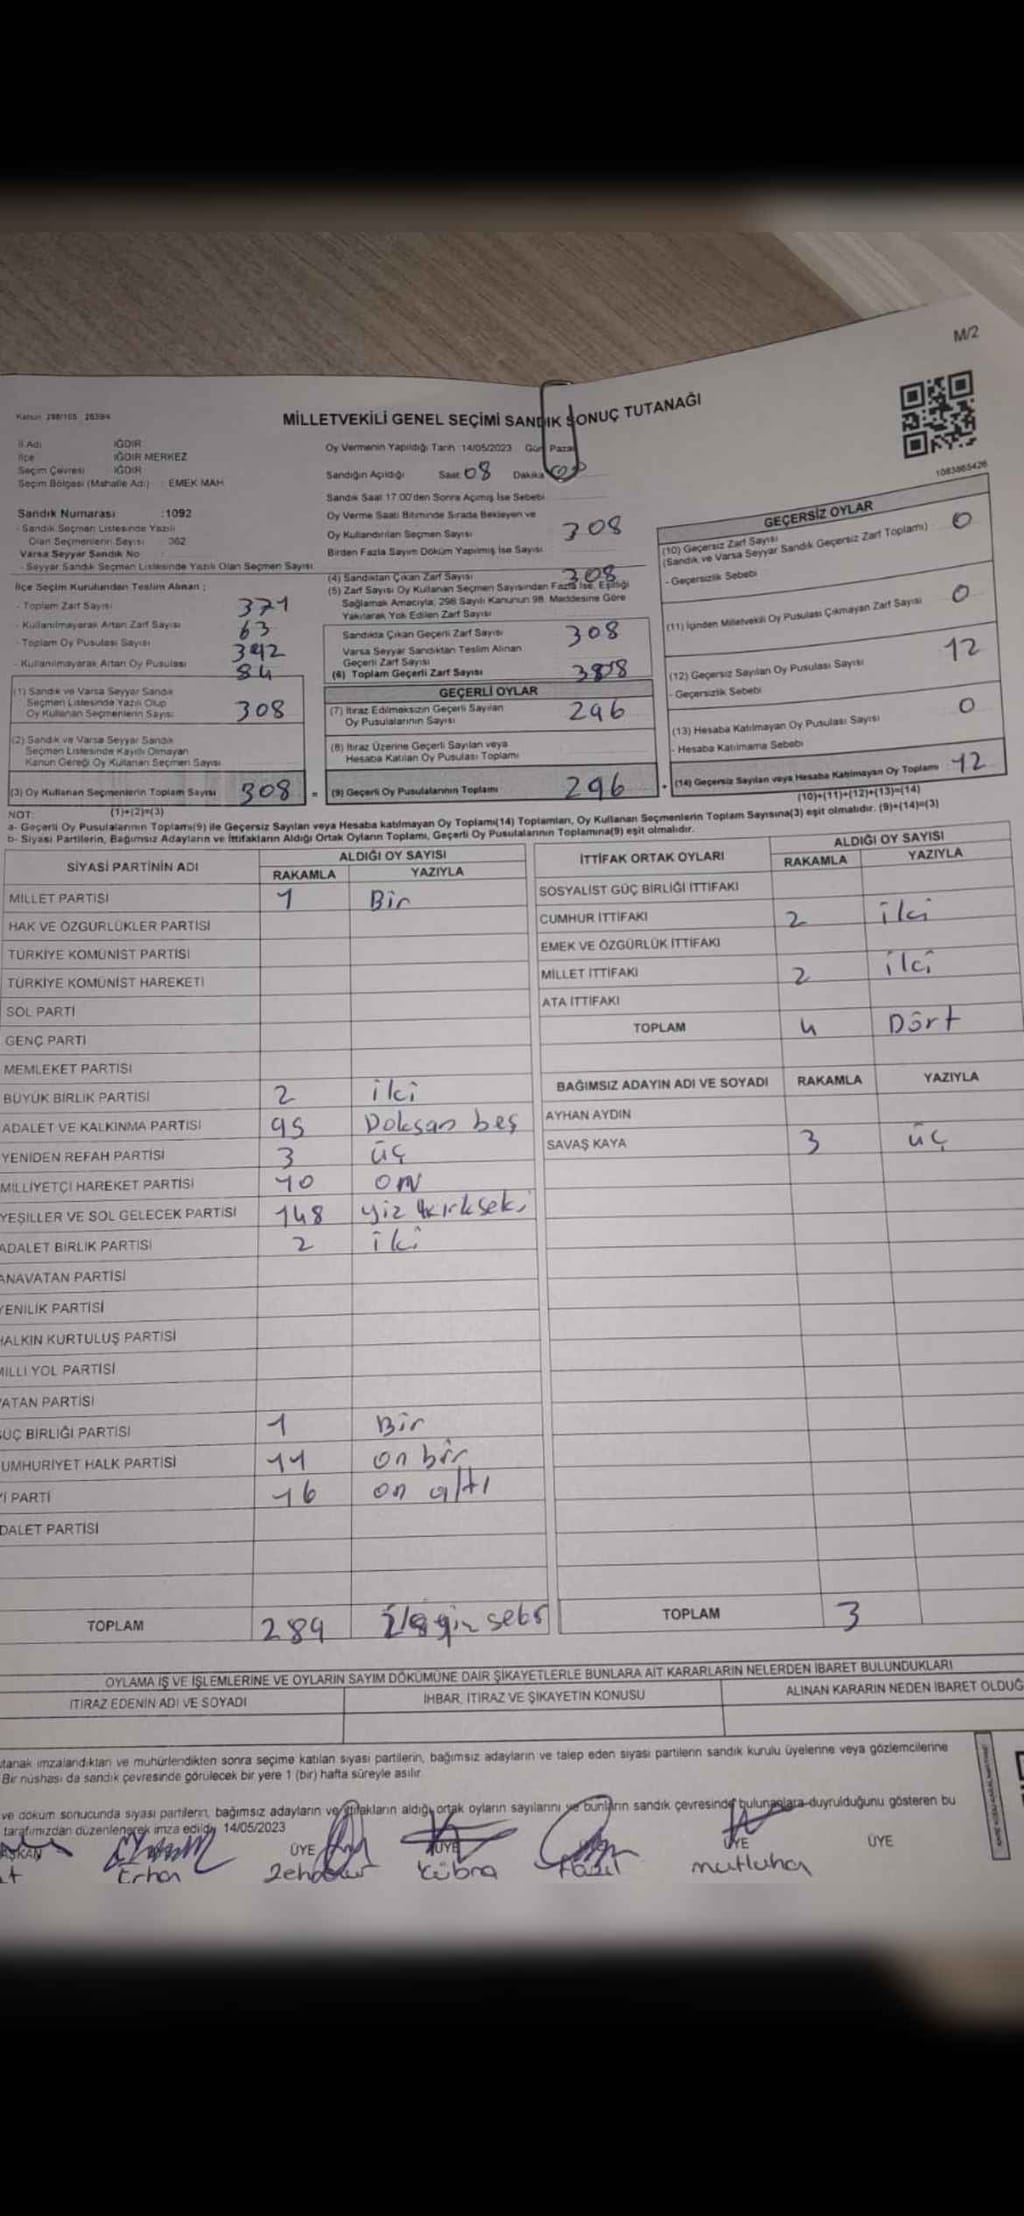 M/2
Kanun 298/105 2839/4
MİLLETVEKİLİ GENEL SEÇİMİ SANDIK SONUÇ TUTANAĞI
1083865426
İl Adı IĞDIR
İlçe IĞDIR MERKEZ
Seçim Çevresi IĞDIR
Seçim Bölgesi (Mahalle Adı) : EMEK MAH
Sandık Numarası :1092
- Sandık Seçmen Listesinde Yazılı
Olan Seçmenlerin Sayısı : 362
Varsa Seyyar Sandık No
- Seyyar Sandık Seçmen Listesinde Yazılı Olan Seçmen Sayısı
İlçe Seçim Kurulundan Teslim Alınan ;
- Toplam Zarf Sayısı 371
- Kullanılmayarak Artan Zarf Sayısı 63
- Toplam Oy Pusulası Sayısı 392
- Kullanılmayarak Artan Oy Pusulası 84
(1) Sandık ve Varsa Seyyar Sandık
Seçmen Listesinde Yazılı Olup
Oy Kullanan Seçmenlerin Sayısı 308
(2) Sandık ve Varsa Seyyar Sandık
Seçmen Listesinde Kayıtlı Olmayan
Kanun Gereği Oy Kullanan Seçmen Sayısı
(3) Oy Kullanan Seçmenlerin Toplam Sayısı 308 =
(1)+(2)=(3)
Oy Vermenin Yapıldığı Tarih :14/05/2023 Gün Pazar
Sandığın Açıldığı Saat 08 Dakika 00
Sandık Saat 17:00'den Sonra Açımış İse Sebebi
Oy Verme Saati Bitiminde Sırada Bekleyen ve
Oy Kullandırılan Seçmen Sayısı 308
Birden Fazla Sayım Döküm Yapılmış İse Sayısı
(4) Sandıktan Çıkan Zarf Sayısı 308
(5) Zarf Sayısı Oy Kullanan Seçmen Sayısından Fazla İse, Eşitliği
Sağlamak Amacıyla, 298 Sayılı Kanunun 98. Maddesine Göre
Yakılarak Yok Edilen Zarf Sayısı
Sandıkta Çıkan Geçerli Zarf Sayısı 308
Varsa Seyyar Sandıktan Teslim Alınan
Geçerli Zarf Sayısı
(6) Toplam Geçerli Zarf Sayısı
GEÇERLİ OYLAR
(7) İtiraz Edilmeksizin Geçerli Sayılan
Oy Pusulalarının Sayısı 296
(8) İtiraz Üzerine Geçerli Sayılan veya
Hesaba Katılan Oy Pusulası Toplamı
(9) Geçerli Oy Pusulalarının Toplamı 296 +
GEÇERSİZ OYLAR
(10) Geçersiz Zarf Sayısı
(Sandık ve Varsa Seyyar Sandık Geçersiz Zarf Toplamı) 0
- Geçersizlik Sebebi
(11) İçinden Milletvekili Oy Pusulası Çıkmayan Zarf Sayısı 0
(12) Geçersiz Sayılan Oy Pusulası Sayısı 12
- Geçersizlik Sebebi
(13) Hesaba Katılmayan Oy Pusulası Sayısı 0
- Hesaba Katılmama Sebebi
(14) Geçersiz Sayılan veya Hesaba Katılmayan Oy Toplamı 12
(10)+(11)+(12)+(13)=(14)
NOT:
a- Geçerli Oy Pusulalarının Toplamı(9) ile Geçersiz Sayılan veya Hesaba katılmayan Oy Toplamı(14) Toplamları, Oy Kullanan Seçmenlerin Toplam Sayısına(3) eşit olmalıdır. (9)+(14)=(3)
b- Siyasi Partilerin, Bağımsız Adayların ve İttifakların Aldığı Ortak Oyların Toplamı, Geçerli Oy Pusulalarının Toplamına(9) eşit olmalıdır.
SİYASİ PARTİNİN ADI ALDIĞI OY SAYISI
RAKAMLA YAZIYLA
MİLLET PARTİSİ 1 Bir
HAK VE ÖZGÜRLÜKLER PARTİSİ
TÜRKİYE KOMÜNİST PARTİSİ
TÜRKİYE KOMÜNİST HAREKETİ
SOL PARTİ
GENÇ PARTİ
MEMLEKET PARTİSİ
BÜYÜK BİRLİK PARTİSİ 2 iki
ADALET VE KALKINMA PARTİSİ 95 Doksan beş
YENİDEN REFAH PARTİSİ 3 üç
MİLLİYETÇİ HAREKET PARTİSİ 10 on
YEŞİLLER VE SOL GELECEK PARTİSİ 148 yiz kırksek
ADALET BİRLİK PARTİSİ 2 iki
ANAVATAN PARTİSİ
YENİLİK PARTİSİ
HALKIN KURTULUŞ PARTİSİ
MİLLİ YOL PARTİSİ
VATAN PARTİSİ
GÜÇ BİRLİĞİ PARTİSİ 1 Bir
CUMHURİYET HALK PARTİSİ 11 on bir
İYİ PARTİ 16 on altı
ADALET PARTİSİ
TOPLAM 289
İTTİFAK ORTAK OYLARI ALDIĞI OY SAYISI
RAKAMLA YAZIYLA
SOSYALİST GÜÇ BİRLİĞİ İTTİFAKI
CUMHUR İTTİFAKI 2 iki
EMEK VE ÖZGÜRLÜK İTTİFAKI
MİLLET İTTİFAKI 2 iki
ATA İTTİFAKI
TOPLAM 4 Dört
BAĞIMSIZ ADAYIN ADI VE SOYADI RAKAMLA YAZIYLA
AYHAN AYDIN
SAVAŞ KAYA 3 üç
TOPLAM 3
OYLAMA İŞ VE İŞLEMLERİNE VE OYLARIN SAYIM DÖKÜMÜNE DAİR ŞİKAYETLERLE BUNLARA AİT KARARLARIN NELERDEN İBARET BULUNDUKLARI
İTİRAZ EDENİN ADI VE SOYADI İHBAR, İTİRAZ VE ŞİKAYETİN KONUSU ALINAN KARARIN NEDEN İBARET OLDUĞ
utanak imzalandıktan ve mühürlendikten sonra seçime katılan siyasi partilerin, bağımsız adayların ve talep eden siyasi partilerin sandık kurulu üyelerine veya gözlemcilerine
Bir nüshası da sandık çevresinde görülecek bir yere 1 (bir) hafta süreyle asılır.
ve döküm sonucunda siyasi partilerin, bağımsız adayların ve ittifakların aldığı ortak oyların sayılarını ve bunların sandık çevresinde bulunanlara duyrulduğunu gösteren bu
tarafımızdan düzenlenerek imza edildi. 14/05/2023
AŞKAN ÜYE ÜYE ÜYE ÜYE
Erhan Kübra Mutluhan